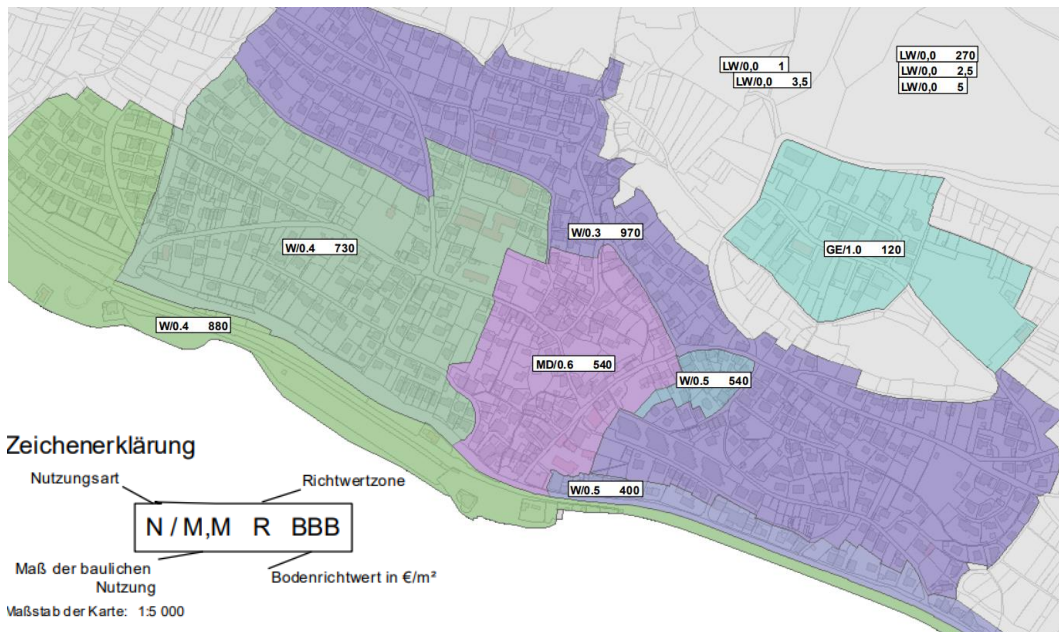 LW/0,0 1
LW/0,0 3,5
LW/0,0 270
LW/0,0 2,5
LW/0,0 5
W/0.4 730
W/0.3 970
GE/1.0 120
W/0.4 880
MD/0.6 540
W/0.5 540
W/0.5 400
Zeichenerklärung
Nutzungsart
Richtwertzone
N / M,M R BBB
Maß der baulichen
Nutzung
Bodenrichtwert in €/m²
Maßstab der Karte: 1:5 000